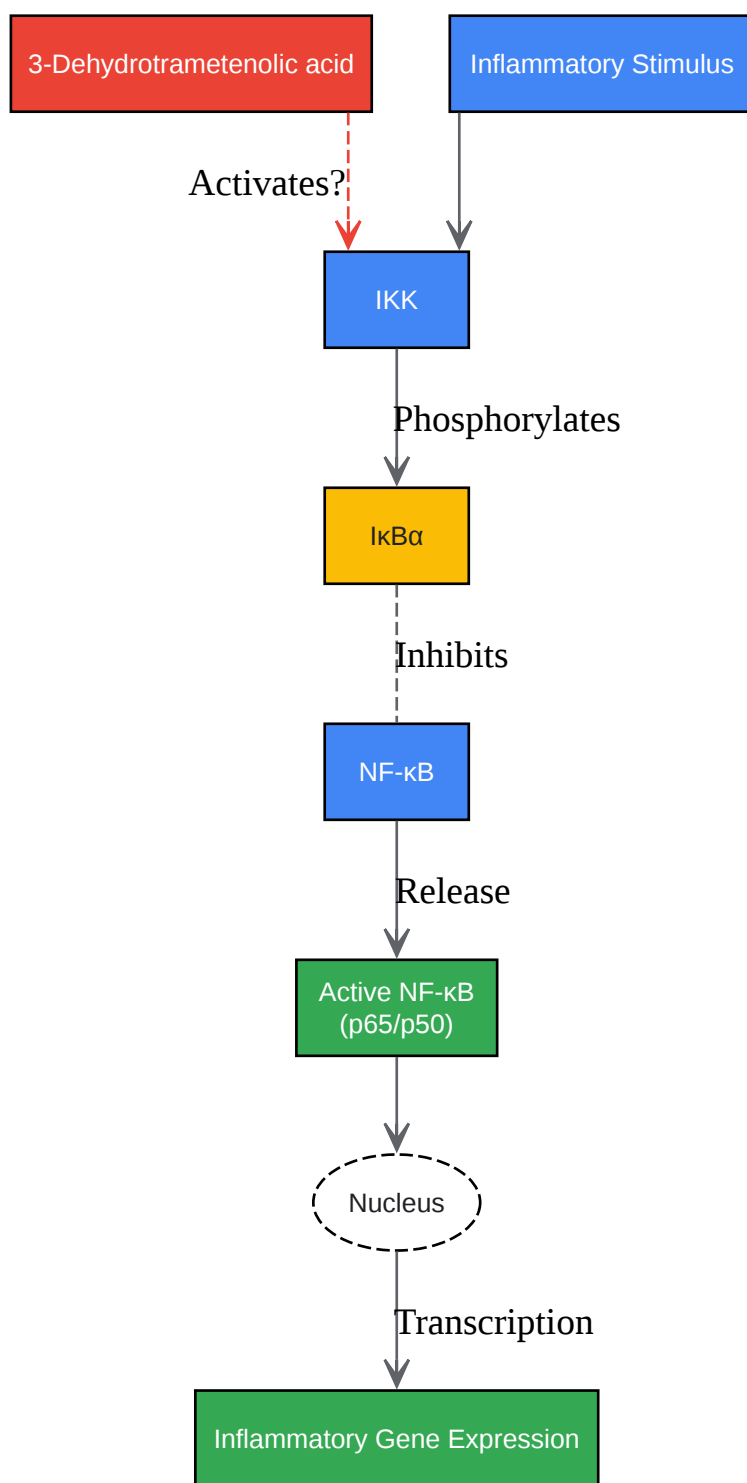 3-Dehydrotrametenolic acid
Inflammatory Stimulus
Activates?
IKK
Phosphorylates
IκBα
Inhibits
NF-κB
Release
Active NF-κB
(p65/p50)
Nucleus
Transcription
Inflammatory Gene Expression